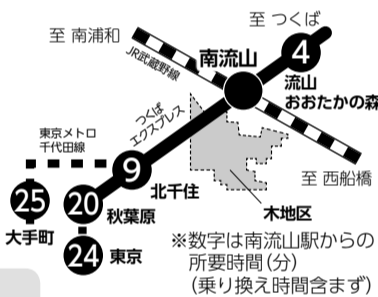 至 つくば
至 南浦和
JR武蔵野線
南流山
4
流山
おおたかの森
つくば
エクスプレス
東京メトロ
千代田線
9
北千住
至 西船橋
25
大手町
20
秋葉原
木地区
24
東京
※数字は南流山駅からの
所要時間(分)
(乗り換え時間含まず)